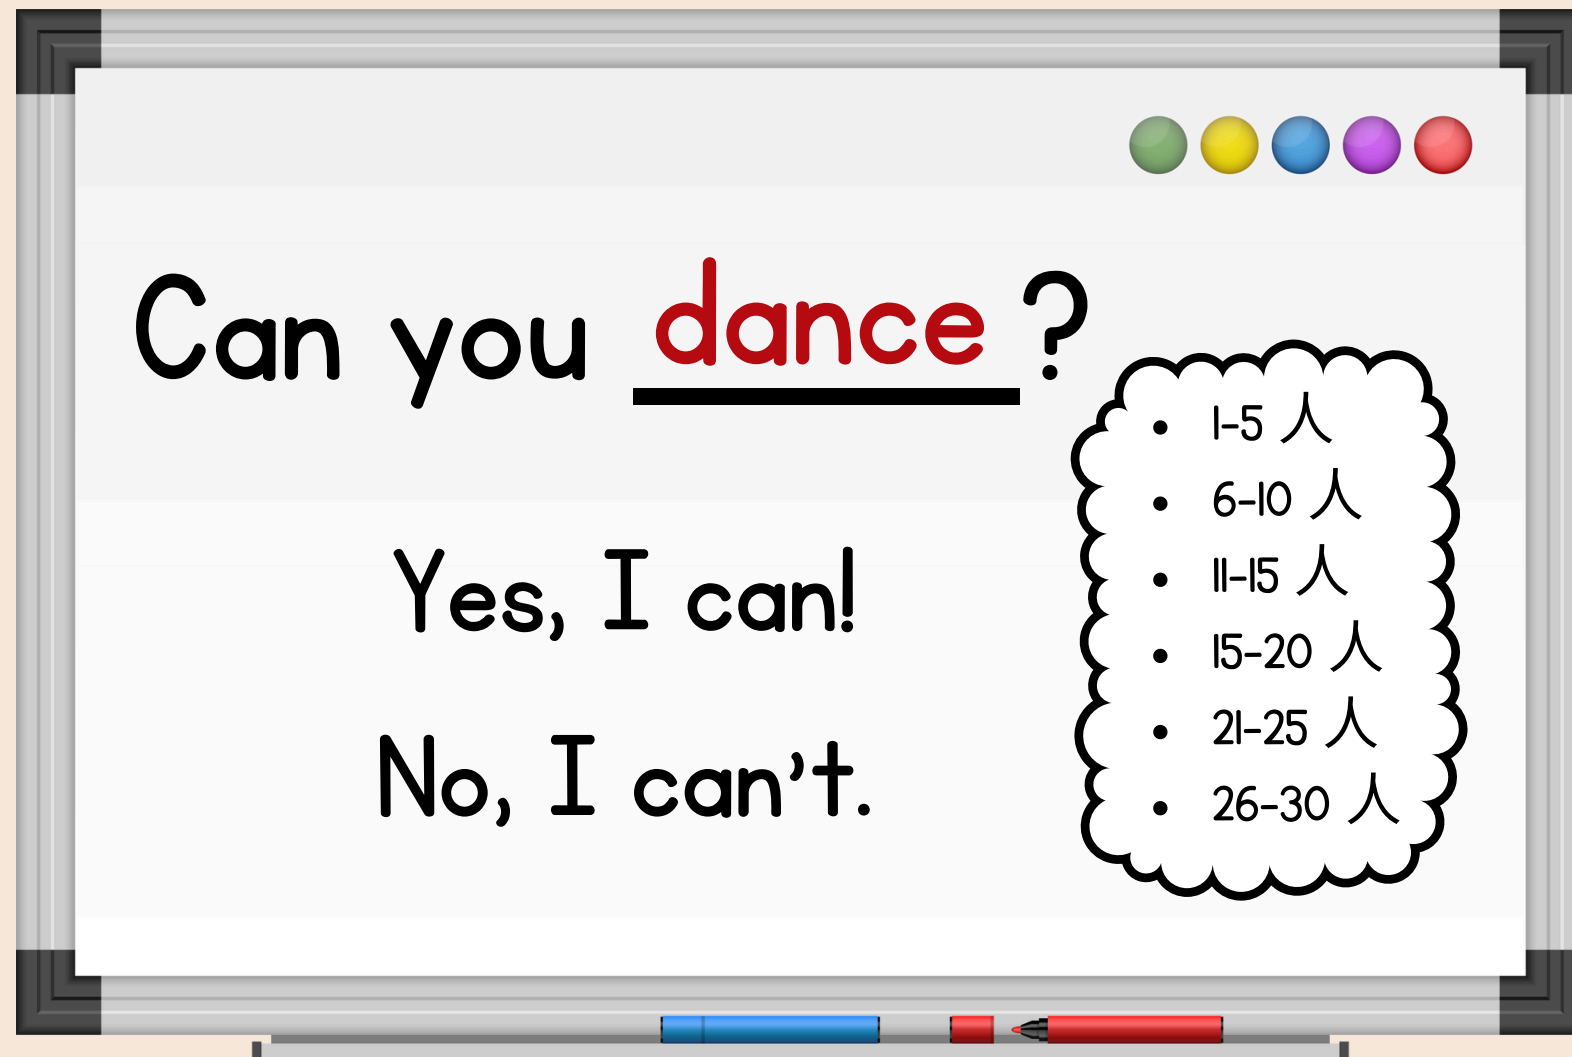 Can you dance?
Yes, I can!
No, I can't.
• 1-5 人
• 6-10 人
• 11-15 人
• 15-20 人
• 21-25 人
• 26-30 人